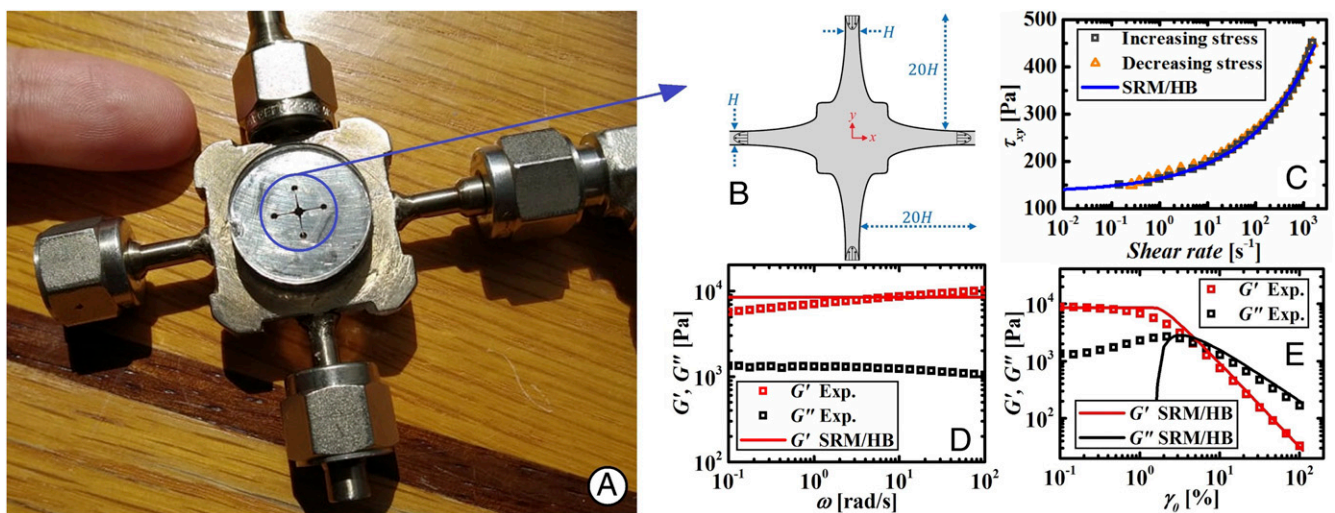 A
H
20H
H
y
x
B
20H
500
400
300
200
100
τxy [Pa]
Increasing stress
Decreasing stress
SRM/HB
C
10⁻² 10⁻¹ 10⁰ 10¹ 10² 10³
Shear rate [s⁻¹]
10⁴
10³
10²
G′, G″ [Pa]
G′ Exp.
G″ Exp.
G′ SRM/HB
D
10⁻¹ 10⁰ 10¹ 10²
ω [rad/s]
10⁴
10³
10²
G′, G″ [Pa]
G′ Exp.
G″ Exp.
E
G′ SRM/HB
G″ SRM/HB
10⁻¹ 10⁰ 10¹ 10²
γ₀ [%]